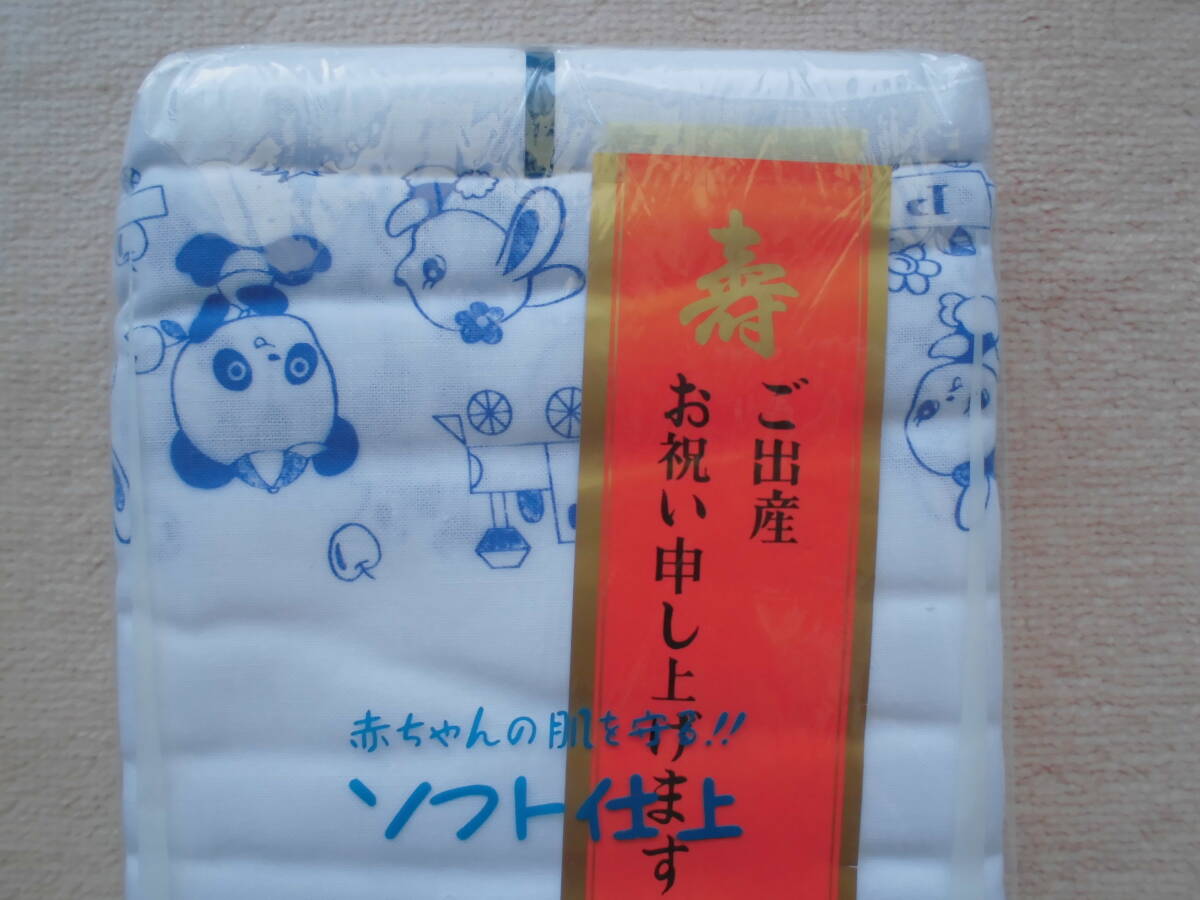 寿
ご出産
お祝い申し上げます
赤ちゃんの肌を守る!!
ソフト仕上